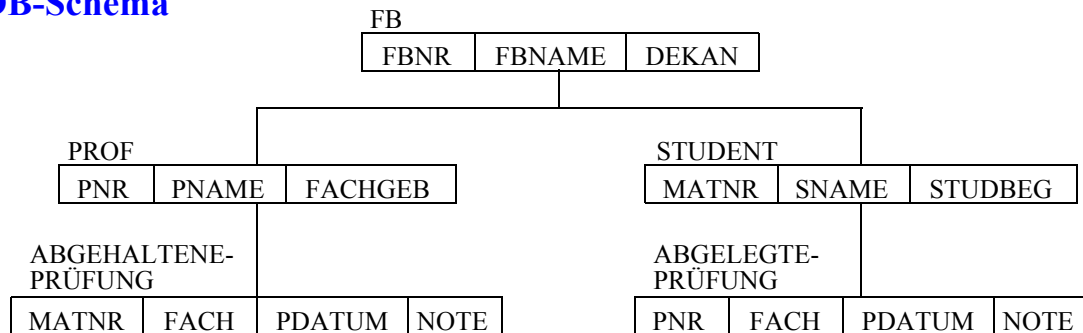 DB-Schema
FB
FBNR FBNAME DEKAN
PROF STUDENT
PNR PNAME FACHGEB MATNR SNAME STUDBEG
ABGEHALTENE- ABGELEGTE-
PRÜFUNG PRÜFUNG
MATNR FACH PDATUM NOTE PNR FACH PDATUM NOTE